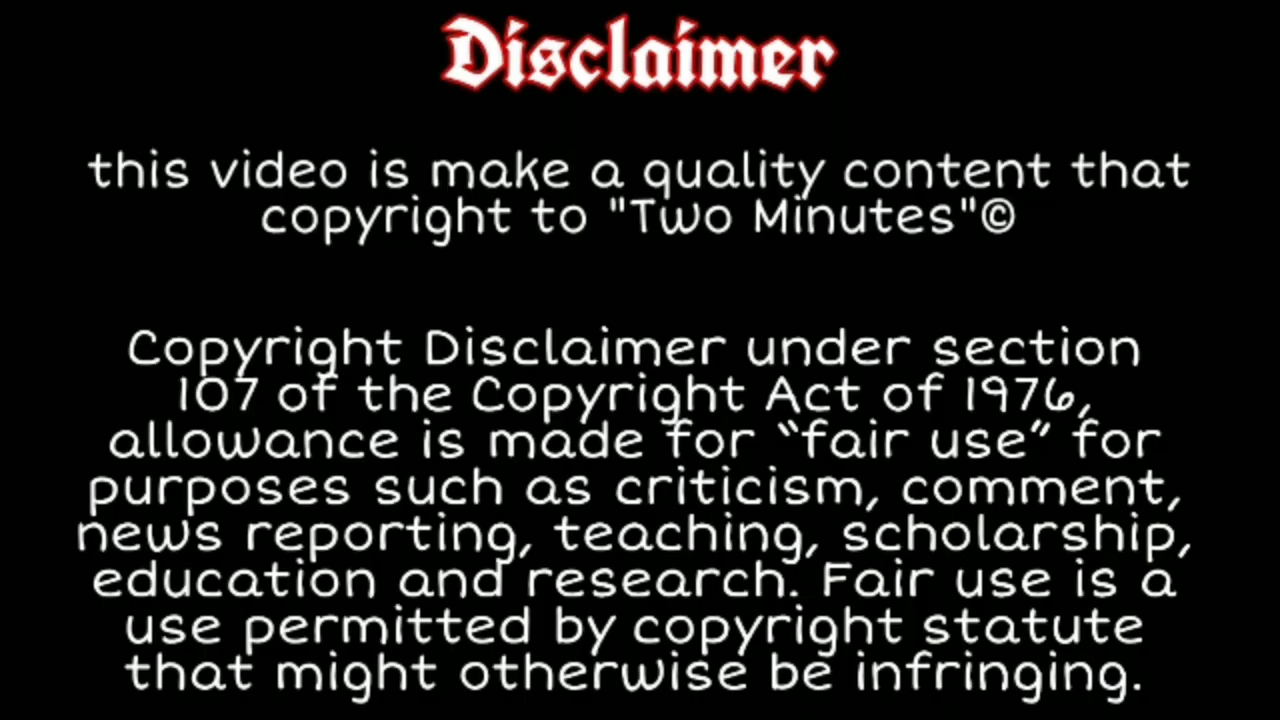 Disclaimer
this video is make a quality content that
copyright to "Two Minutes"©
Copyright Disclaimer under section
107 of the Copyright Act of 1976,
allowance is made for “fair use” for
purposes such as criticism, comment,
news reporting, teaching, scholarship,
education and research. Fair use is a
use permitted by copyright statute
that might otherwise be infringing.